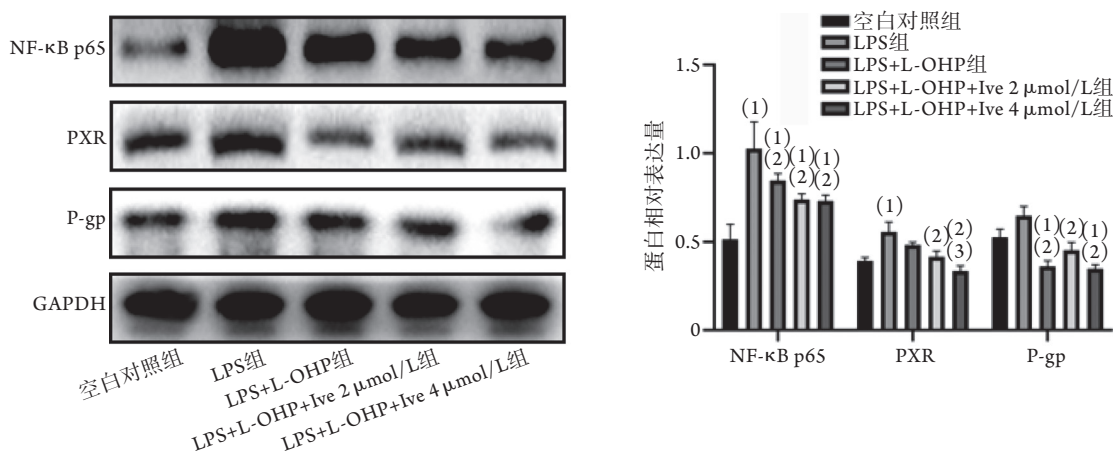 NF-κB p65
PXR
P-gp
GAPDH
空白对照组
LPS组
LPS+L-OHP组
LPS+L-OHP+Ive 2 μmol/L组
LPS+L-OHP+Ive 4 μmol/L组
空白对照组
LPS组
LPS+L-OHP组
LPS+L-OHP+Ive 2 μmol/L组
LPS+L-OHP+Ive 4 μmol/L组
蛋白相对表达量
1.5
1.0
0.5
0
(1)
(1)
(2)
(1)
(2)
(1)
(2)
(1)
(2)
(2)
(3)
(1)
(2)
(2)
(1)
(2)
NF-κB p65
PXR
P-gp